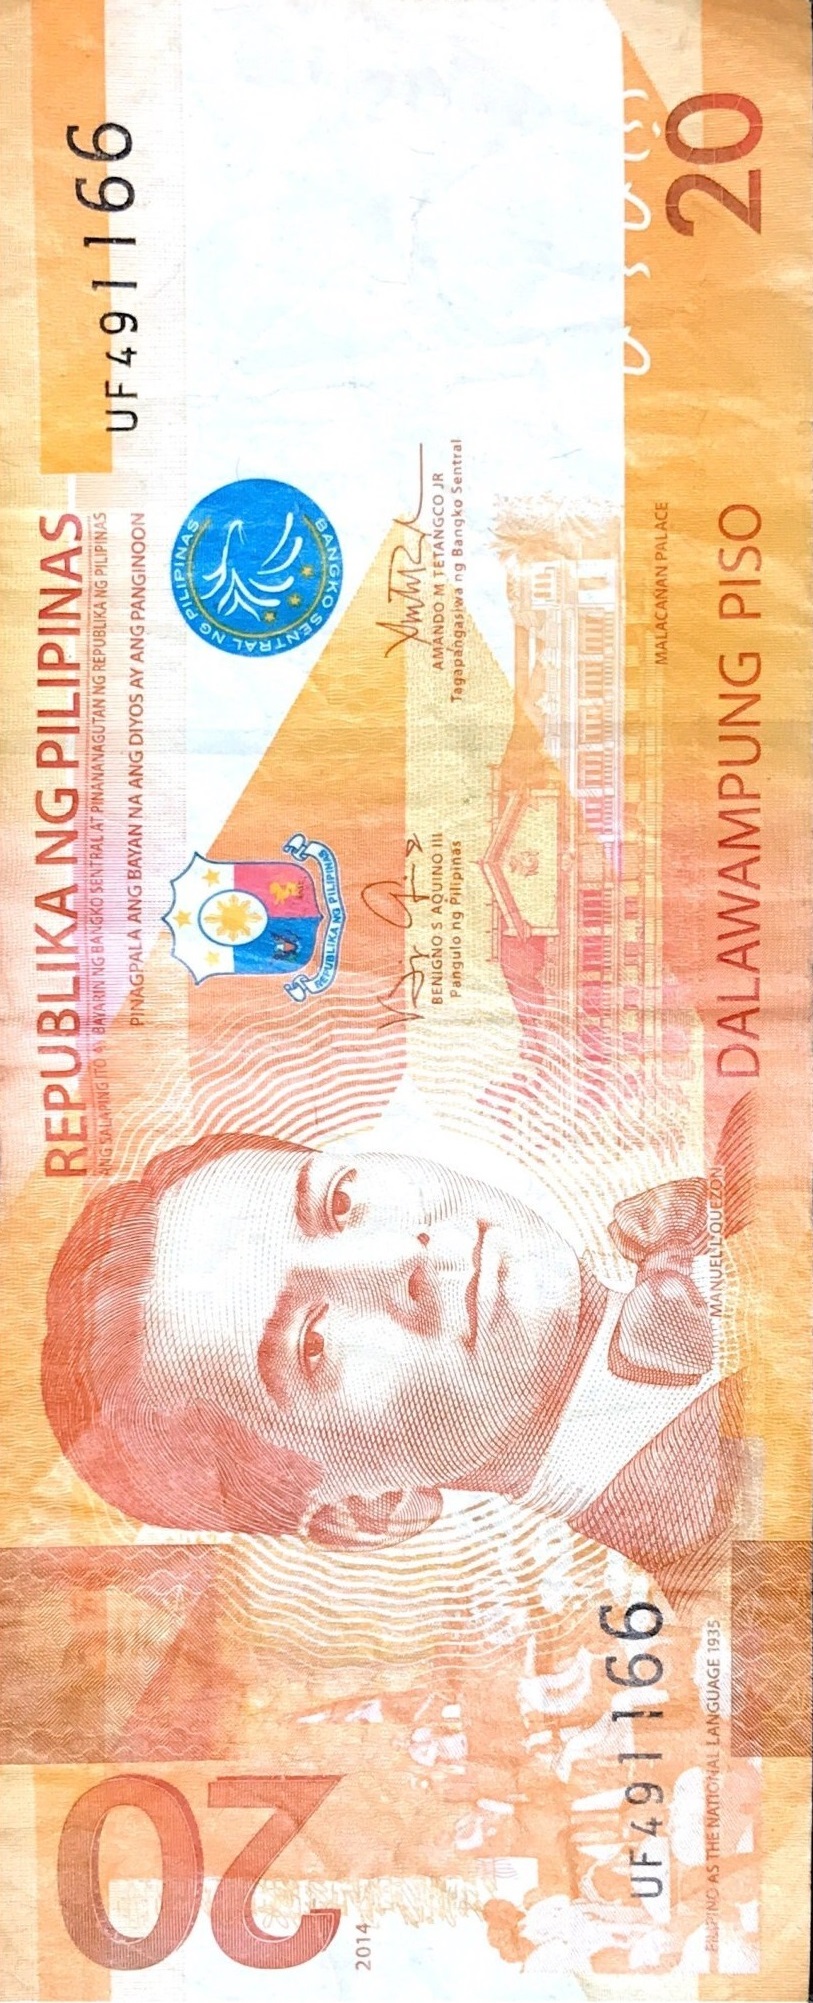 REPUBLIKA NG PILIPINAS
ANG SALAPING ITO AY BAYARIN NG BANGKO SENTRAL AT PINANANAGUTAN NG REPUBLIKA NG PILIPINAS
PINAGPALA ANG BAYAN NA ANG DIYOS AY ANG PANGINOON
UF491166
20
2014
REPUBLIKA NG PILIPINAS
BANGKO SENTRAL NG PILIPINAS
BENIGNO S AQUINO III
Pangulo ng Pilipinas
AMANDO M TETANGCO JR
Tagapangasiwa ng Bangko Sentral
UF491166
FILIPINO AS THE NATIONAL LANGUAGE 1935
MANUEL L QUEZON
MALACAÑAN PALACE
DALAWAMPUNG PISO
20